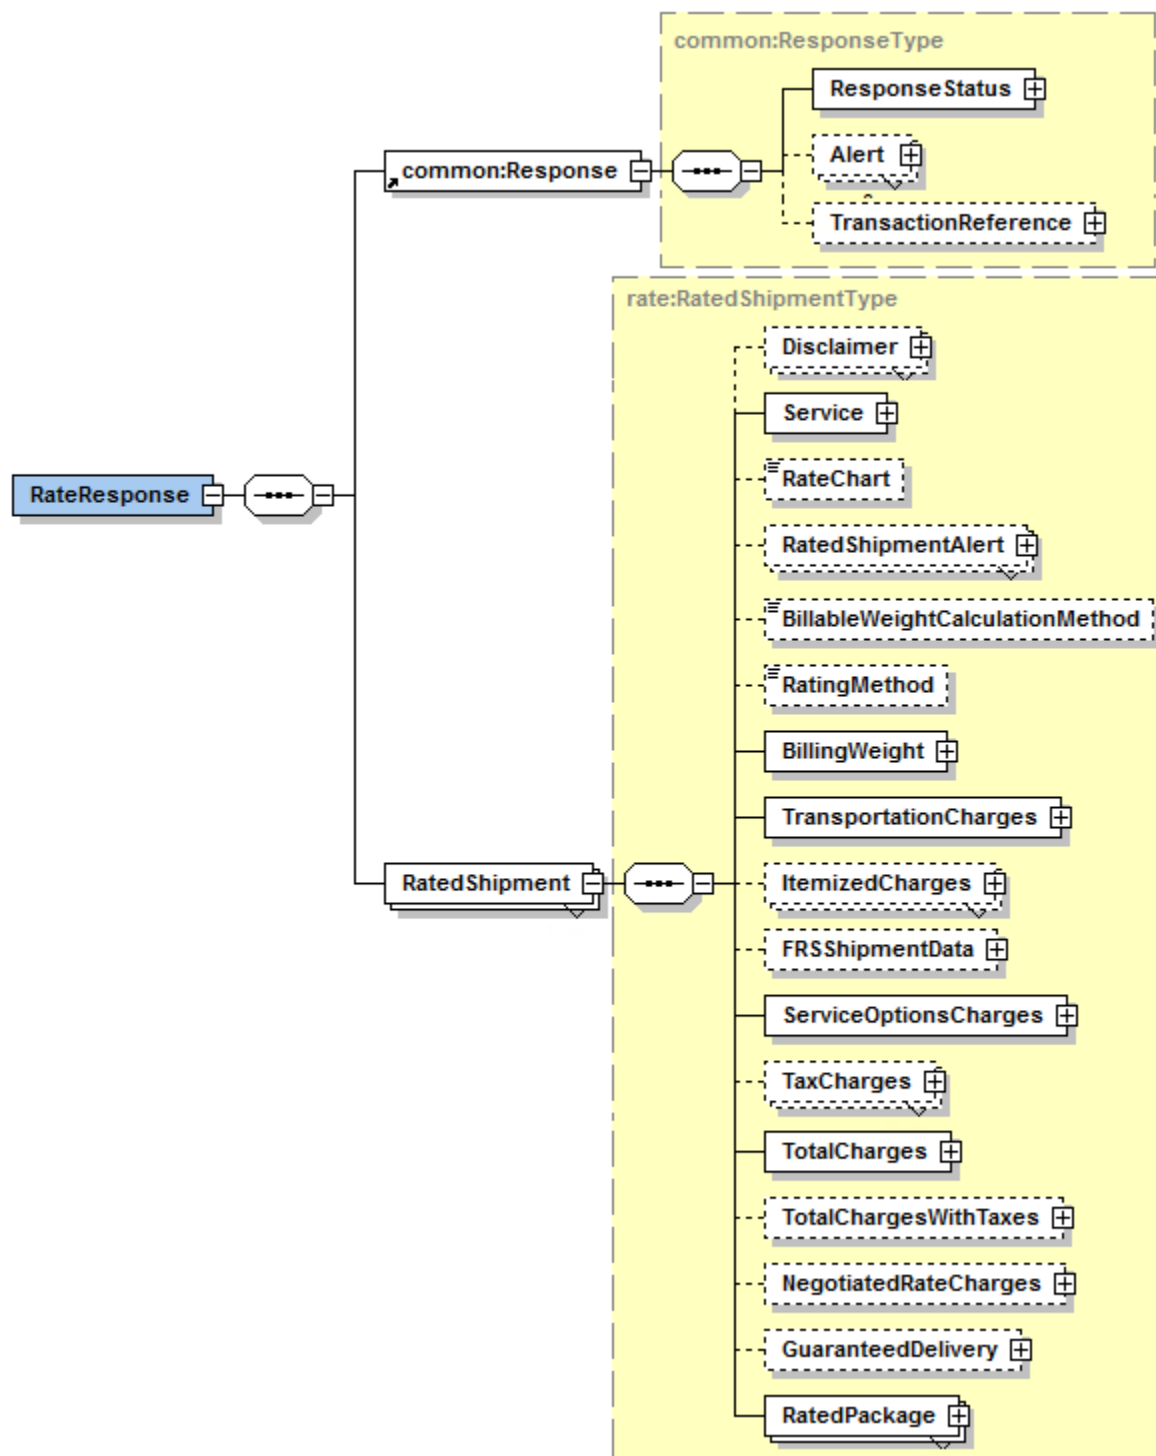 common:ResponseType
ResponseStatus
Alert
common:Response
TransactionReference
rate:RatedShipmentType
Disclaimer
Service
RateChart
RateResponse
RatedShipmentAlert
BillableWeightCalculationMethod
RatingMethod
BillingWeight
TransportationCharges
RatedShipment
ItemizedCharges
FRSShipmentData
ServiceOptionsCharges
TaxCharges
TotalCharges
TotalChargesWithTaxes
NegotiatedRateCharges
GuaranteedDelivery
RatedPackage